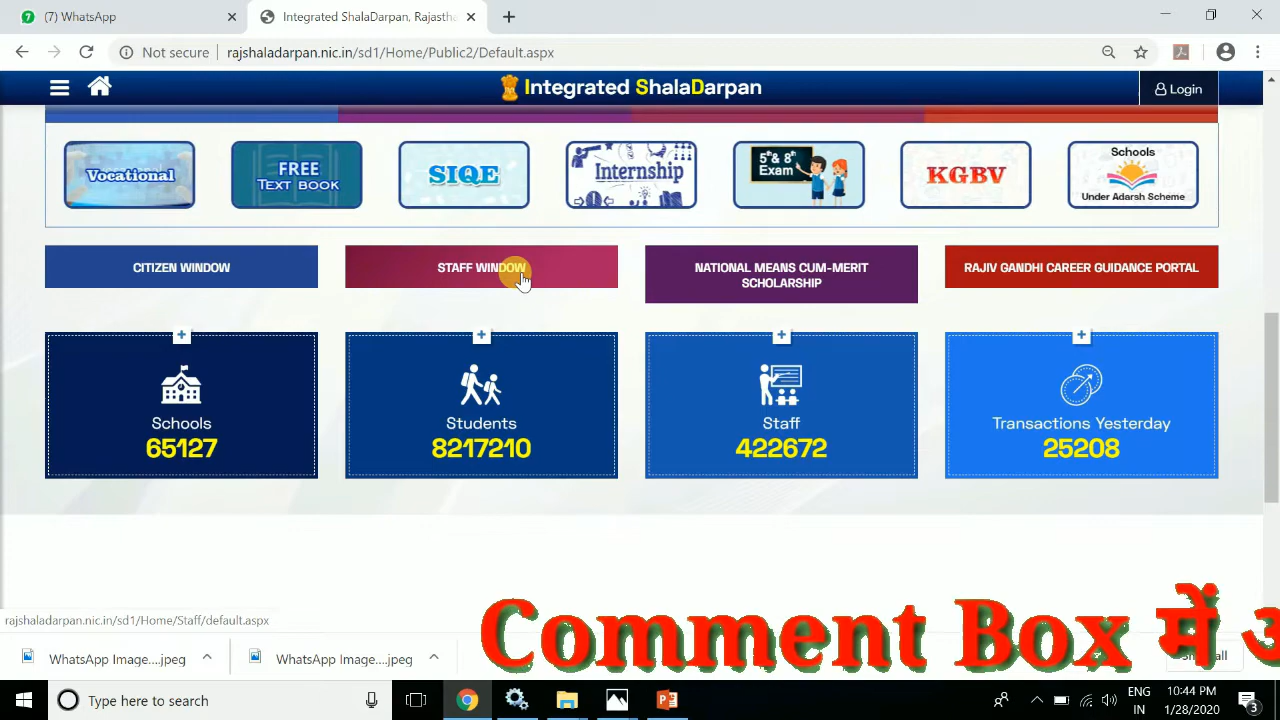 (7) WhatsApp
Integrated ShalaDarpan, Rajastha
Not secure
rajshaladarpan.nic.in/sd1/Home/Public2/Default.aspx
Integrated ShalaDarpan
Login
Vocational
FREE
TEXT BOOK
SIQE
Internship
5th & 8th
Exam
KGBV
Schools
Under Adarsh Scheme
CITIZEN WINDOW
STAFF WINDOW
NATIONAL MEANS CUM-MERIT
SCHOLARSHIP
RAJIV GANDHI CAREER GUIDANCE PORTAL
Schools
65127
Students
8217210
Staff
422672
Transactions Yesterday
25208
rajshaladarpan.nic.in/sd1/Home/Staff/default.aspx
Comment Box में
WhatsApp Image....jpeg
WhatsApp Image....jpeg
Type here to search
ENG
IN
10:44 PM
1/28/2020
3